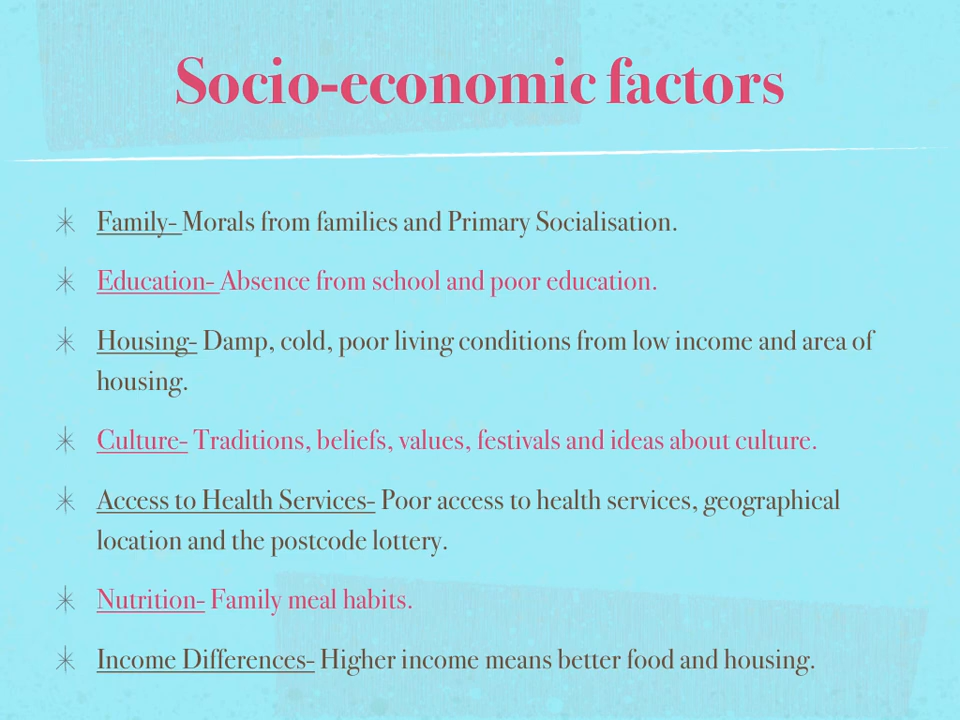 Socio-economic factors
Family- Morals from families and Primary Socialisation.
Education- Absence from school and poor education.
Housing- Damp, cold, poor living conditions from low income and area of
housing.
Culture- Traditions, beliefs, values, festivals and ideas about culture.
Access to Health Services- Poor access to health services, geographical
location and the postcode lottery.
Nutrition- Family meal habits.
Income Differences- Higher income means better food and housing.